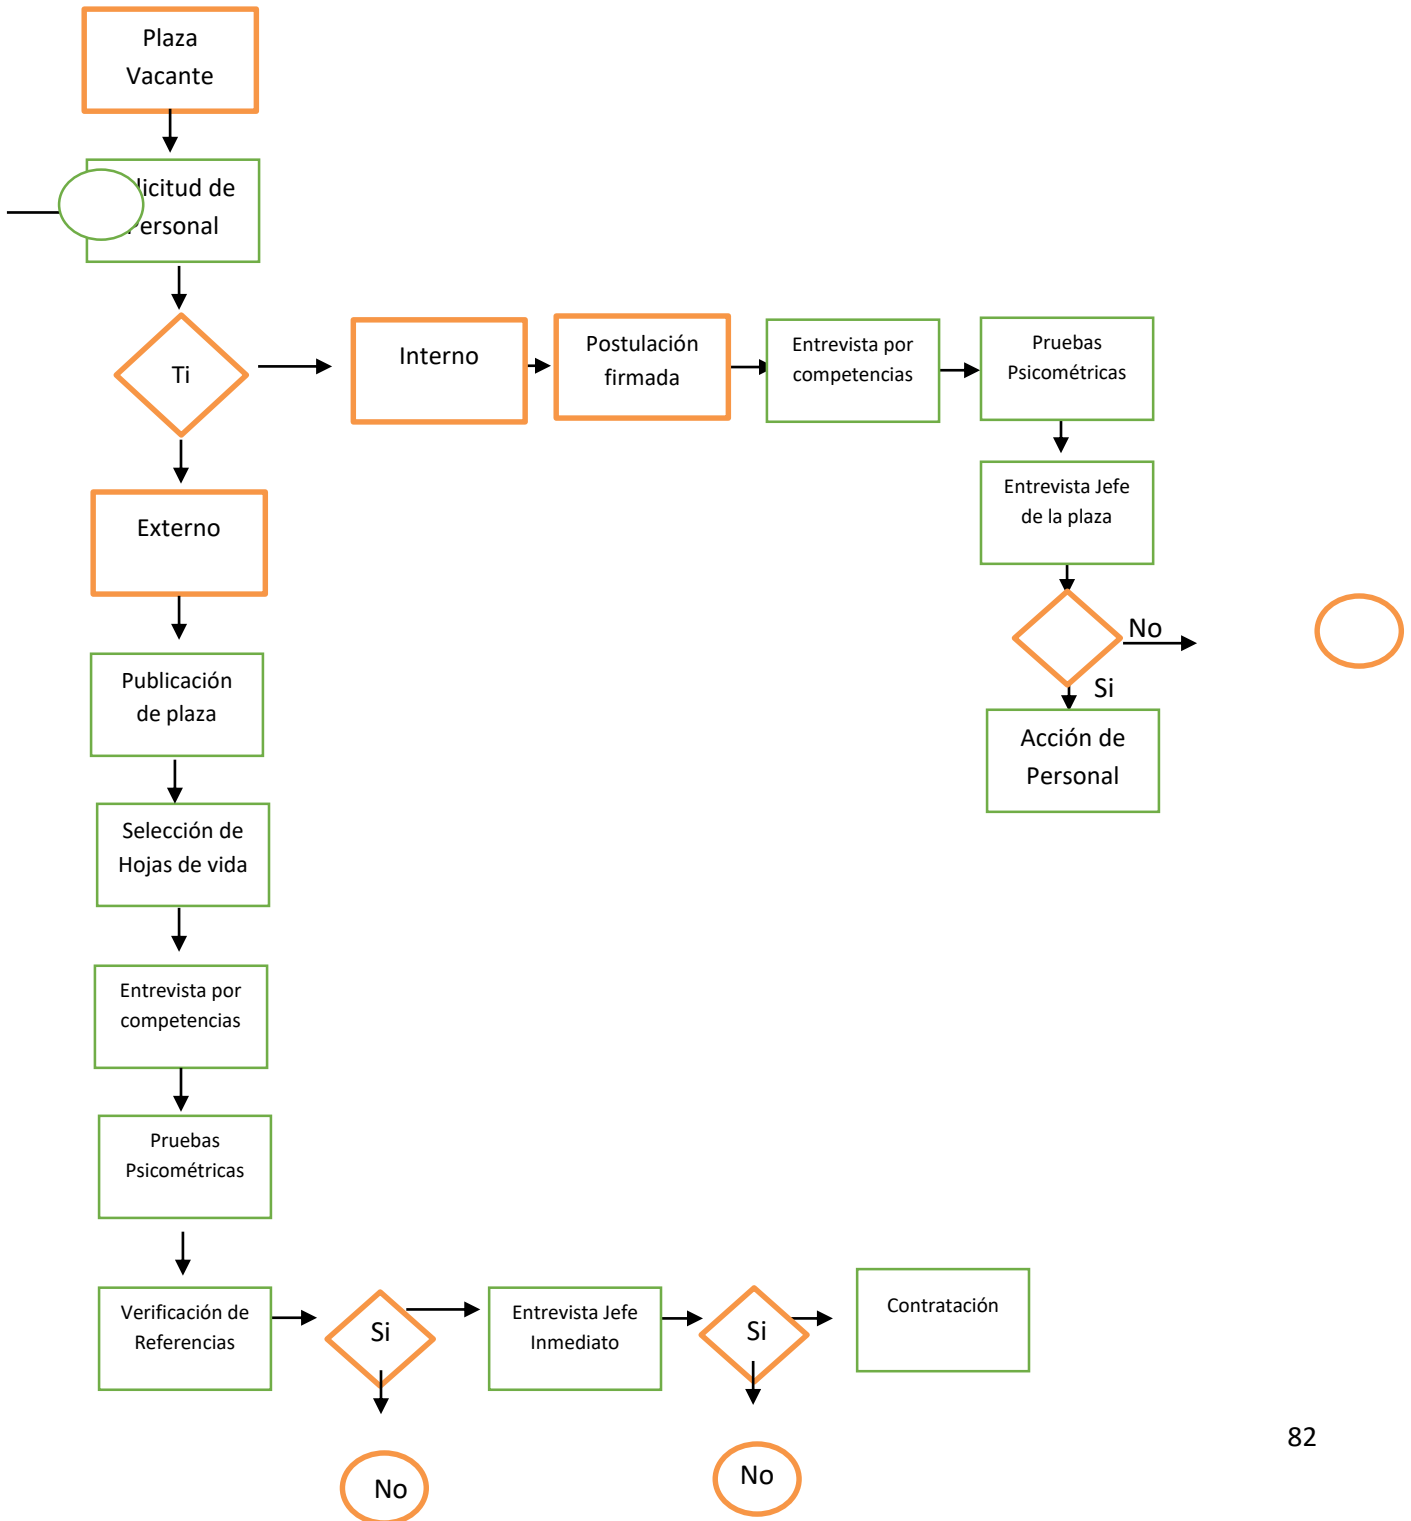 Plaza
Vacante
licitud de
ersonal
Ti
Interno
Postulación
firmada
Entrevista por
competencias
Pruebas
Psicométricas
Entrevista Jefe
de la plaza
No
Si
Acción de
Personal
Externo
Publicación
de plaza
Selección de
Hojas de vida
Entrevista por
competencias
Pruebas
Psicométricas
Verificación de
Referencias
Si
Entrevista Jefe
Inmediato
Si
Contratación
No
No
82